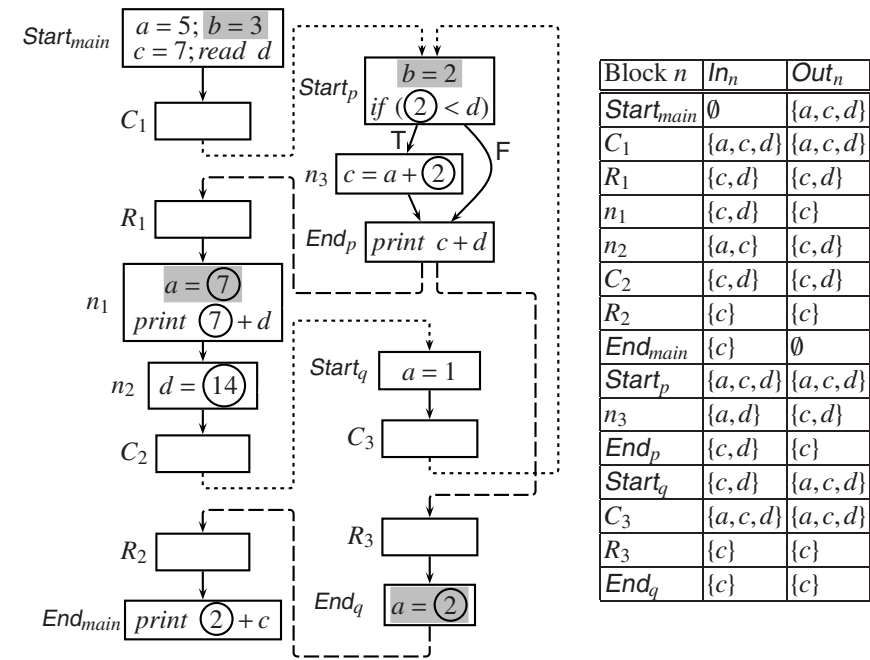 Start_main
a = 5; b = 3
c = 7; read d
C_1
R_1
n_1
a = 7
print 7 + d
n_2
d = 14
C_2
R_2
End_main
print 2 + c
Start_p
b = 2
if (2 < d)
T
F
n_3
c = a + 2
End_p
print c + d
Start_q
a = 1
C_3
R_3
End_q
a = 2
Block n In_n Out_n
Start_main ∅ {a,c,d}
C_1 {a,c,d} {a,c,d}
R_1 {c,d} {c,d}
n_1 {c,d} {c}
n_2 {a,c} {c,d}
C_2 {c,d} {c,d}
R_2 {c} {c}
End_main {c} ∅
Start_p {a,c,d} {a,c,d}
n_3 {a,d} {c,d}
End_p {c,d} {c}
Start_q {c,d} {a,c,d}
C_3 {a,c,d} {a,c,d}
R_3 {c} {c}
End_q {c} {c}